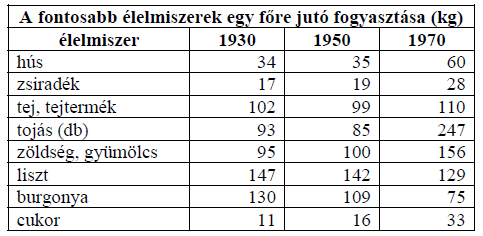 A fontosabb élelmiszerek egy főre jutó fogyasztása (kg)
élelmiszer 1930 1950 1970
hús 34 35 60
zsiradék 17 19 28
tej, tejtermék 102 99 110
tojás (db) 93 85 247
zöldség, gyümölcs 95 100 156
liszt 147 142 129
burgonya 130 109 75
cukor 11 16 33